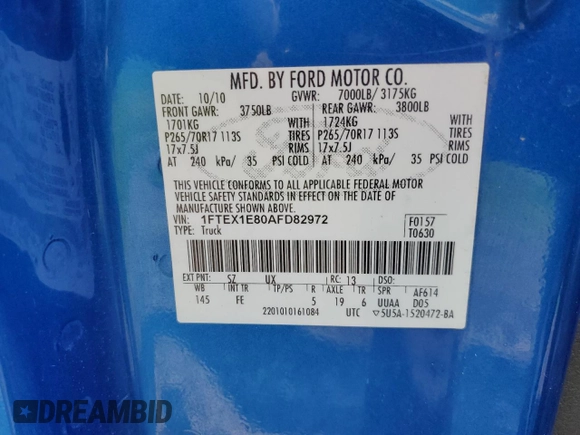 MFD. BY FORD MOTOR CO.
DATE: 10/10 GVWR: 7000LB/ 3175KG
FRONT GAWR: 3750LB REAR GAWR: 3800LB
1701KG WITH 1724KG WITH
P265/70R17 113S TIRES P265/70R17 113S TIRES
17x7.5J RIMS 17x7.5J RIMS
AT 240 kPa/ 35 PSI COLD AT 240 kPa/ 35 PSI COLD
THIS VEHICLE CONFORMS TO ALL APPLICABLE FEDERAL MOTOR
VEHICLE SAFETY STANDARDS IN EFFECT ON THE DATE OF
MANUFACTURE SHOWN ABOVE.
VIN: 1FTEX1E80AFD82972 F0157
TYPE: Truck T0630
EXT PNT: SZ UX RC: 13 DSO:
WB INT TR TP/PS R AXLE TR SPR AF614
145 FE 5 19 6 UUAA D05
2201010161084 UTC ▽5U5A-1520472-BA
DREAMBID